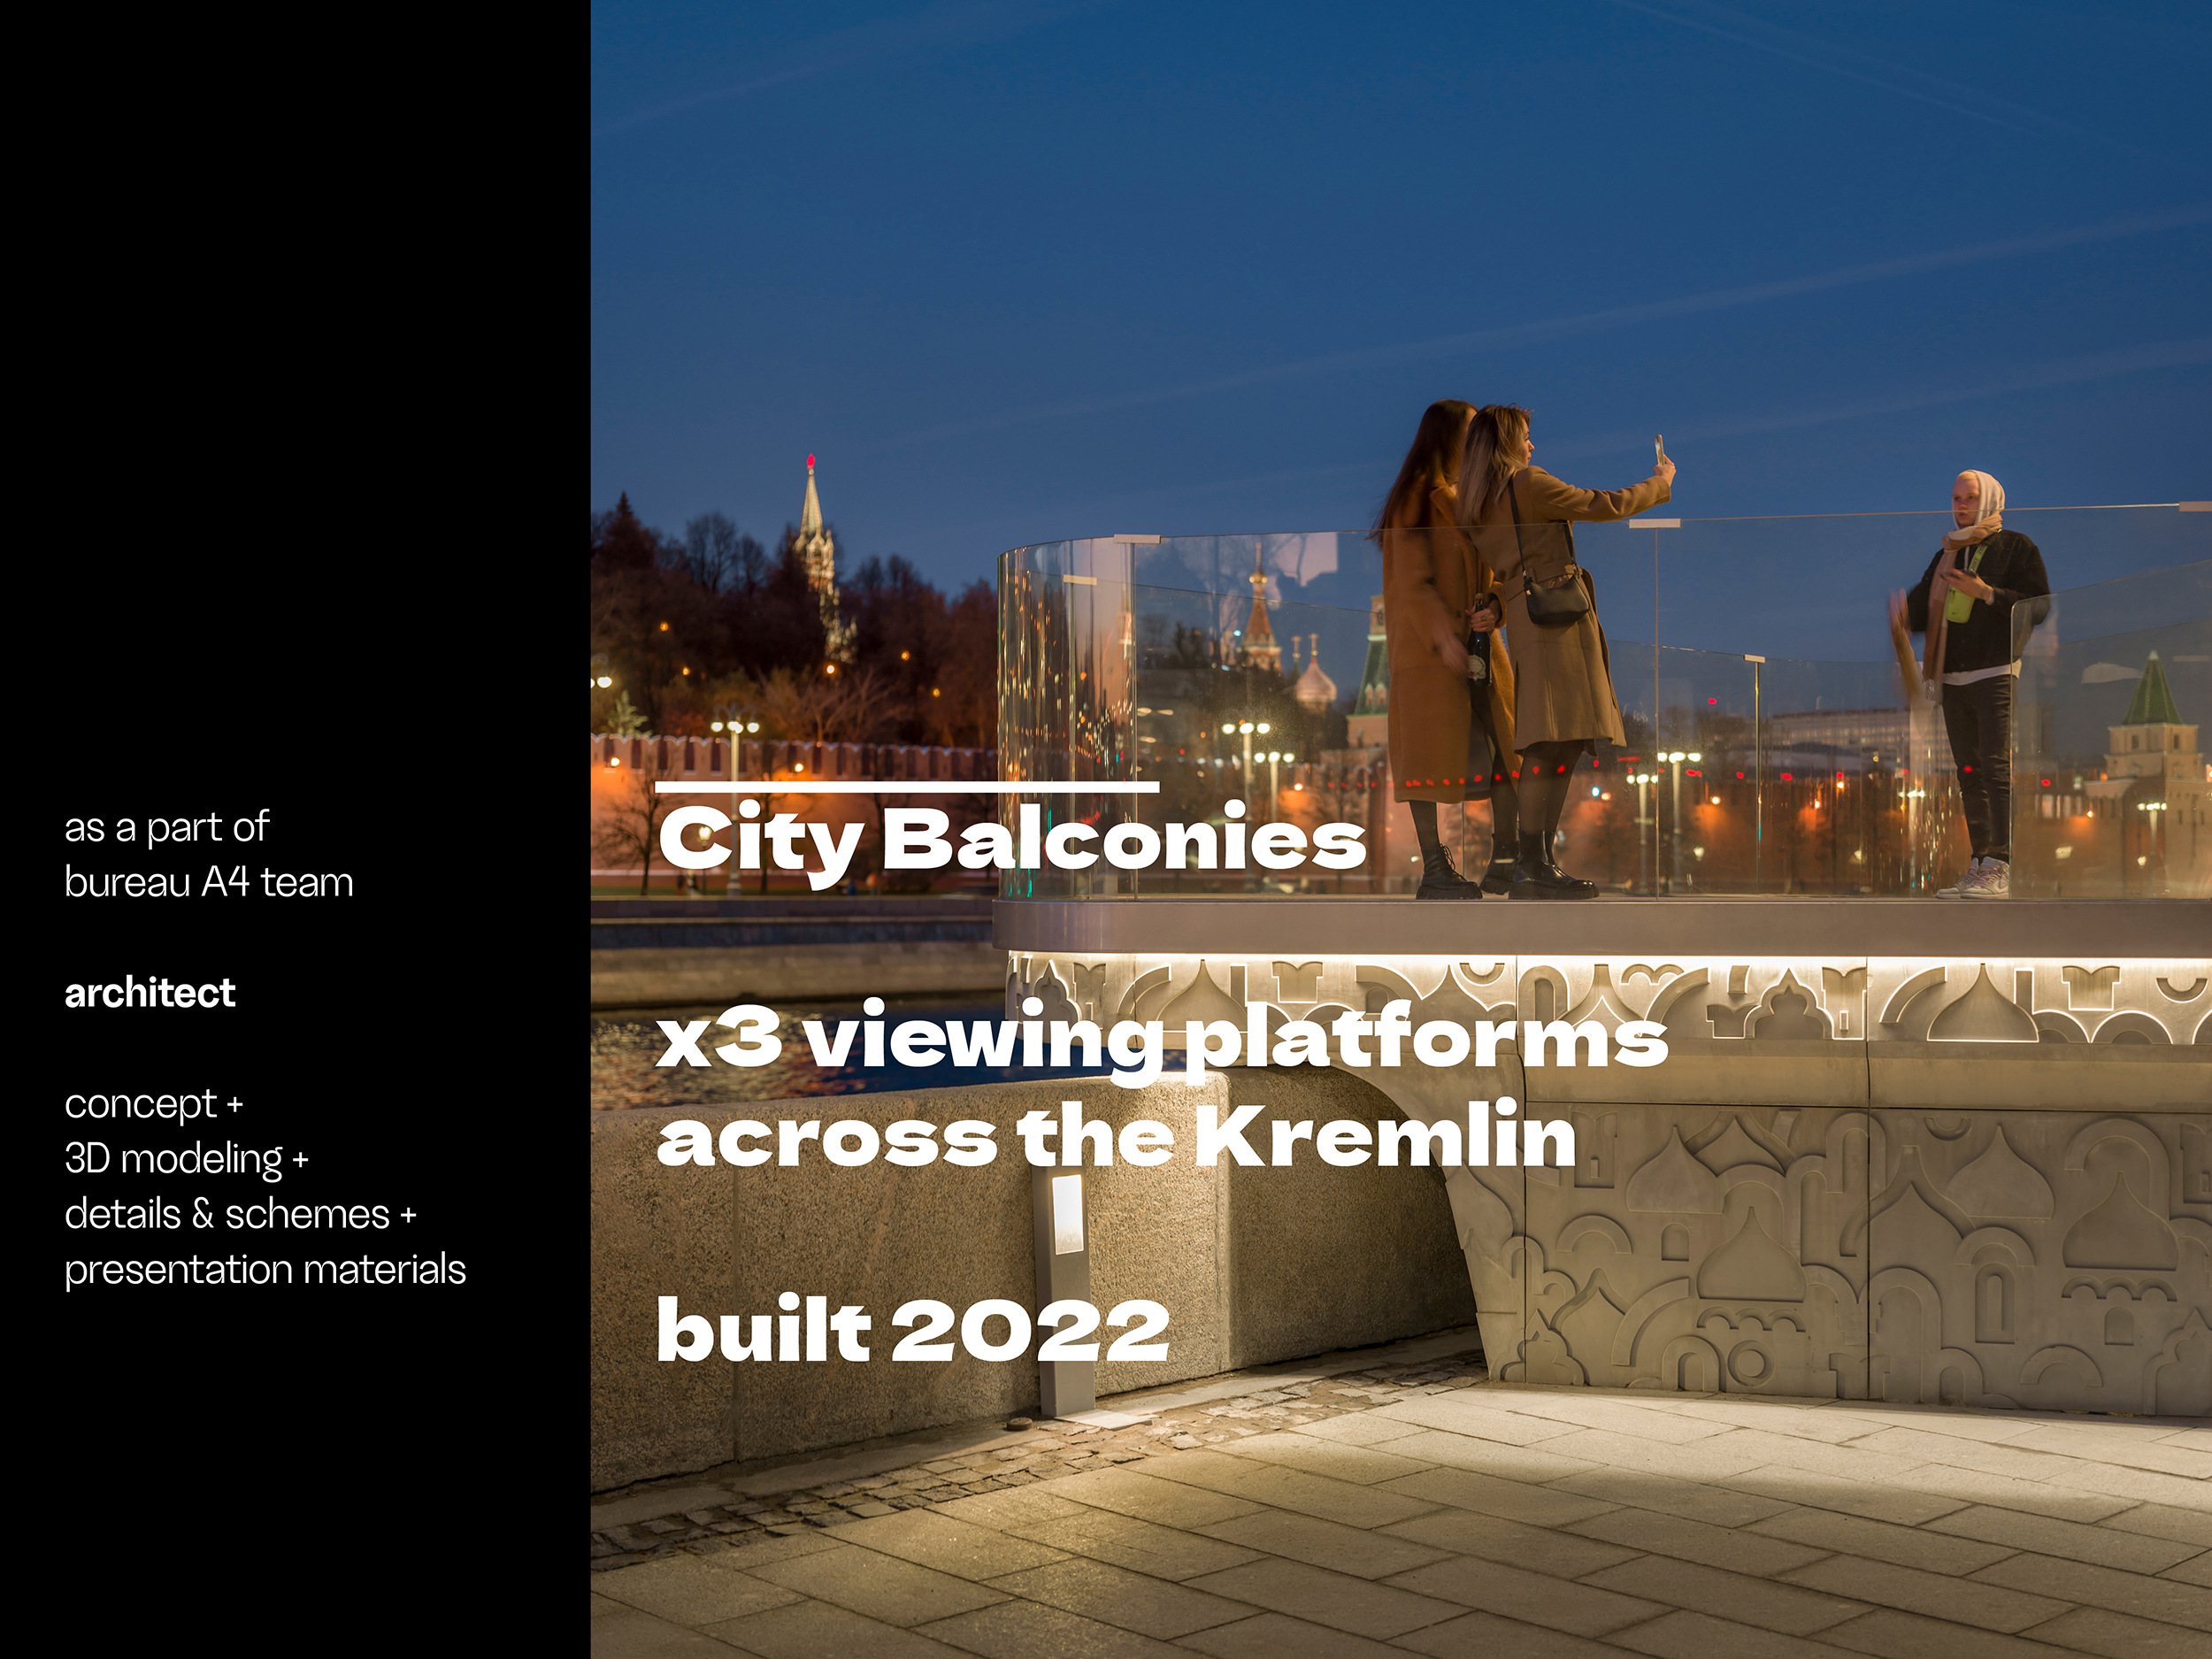 as a part of
bureau A4 team
architect
concept +
3D modeling +
details & schemes +
presentation materials
City Balconies
x3 viewing platforms
across the Kremlin
built 2022